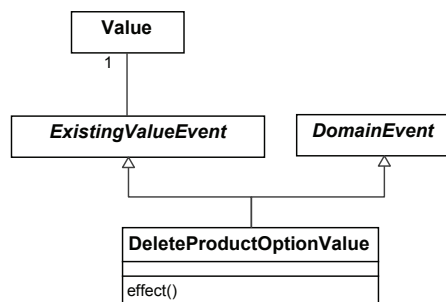 Value
1
ExistingValueEvent
DomainEvent
DeleteProductOptionValue
effect()